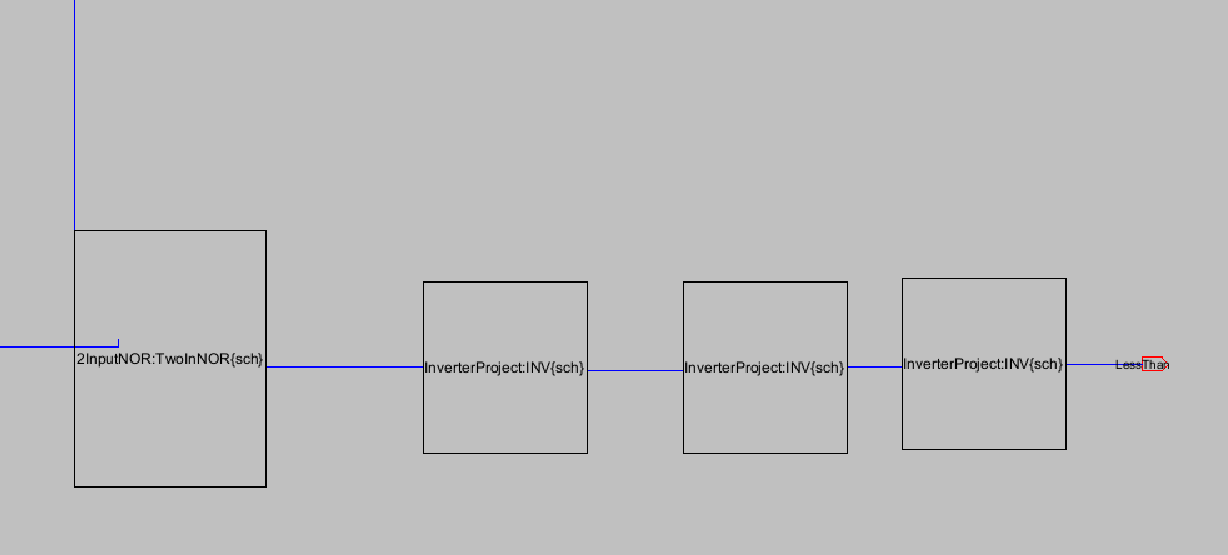 2InputNOR:TwoInNOR{sch}
InverterProject:INV{sch}
InverterProject:INV{sch}
InverterProject:INV{sch}
LessThan